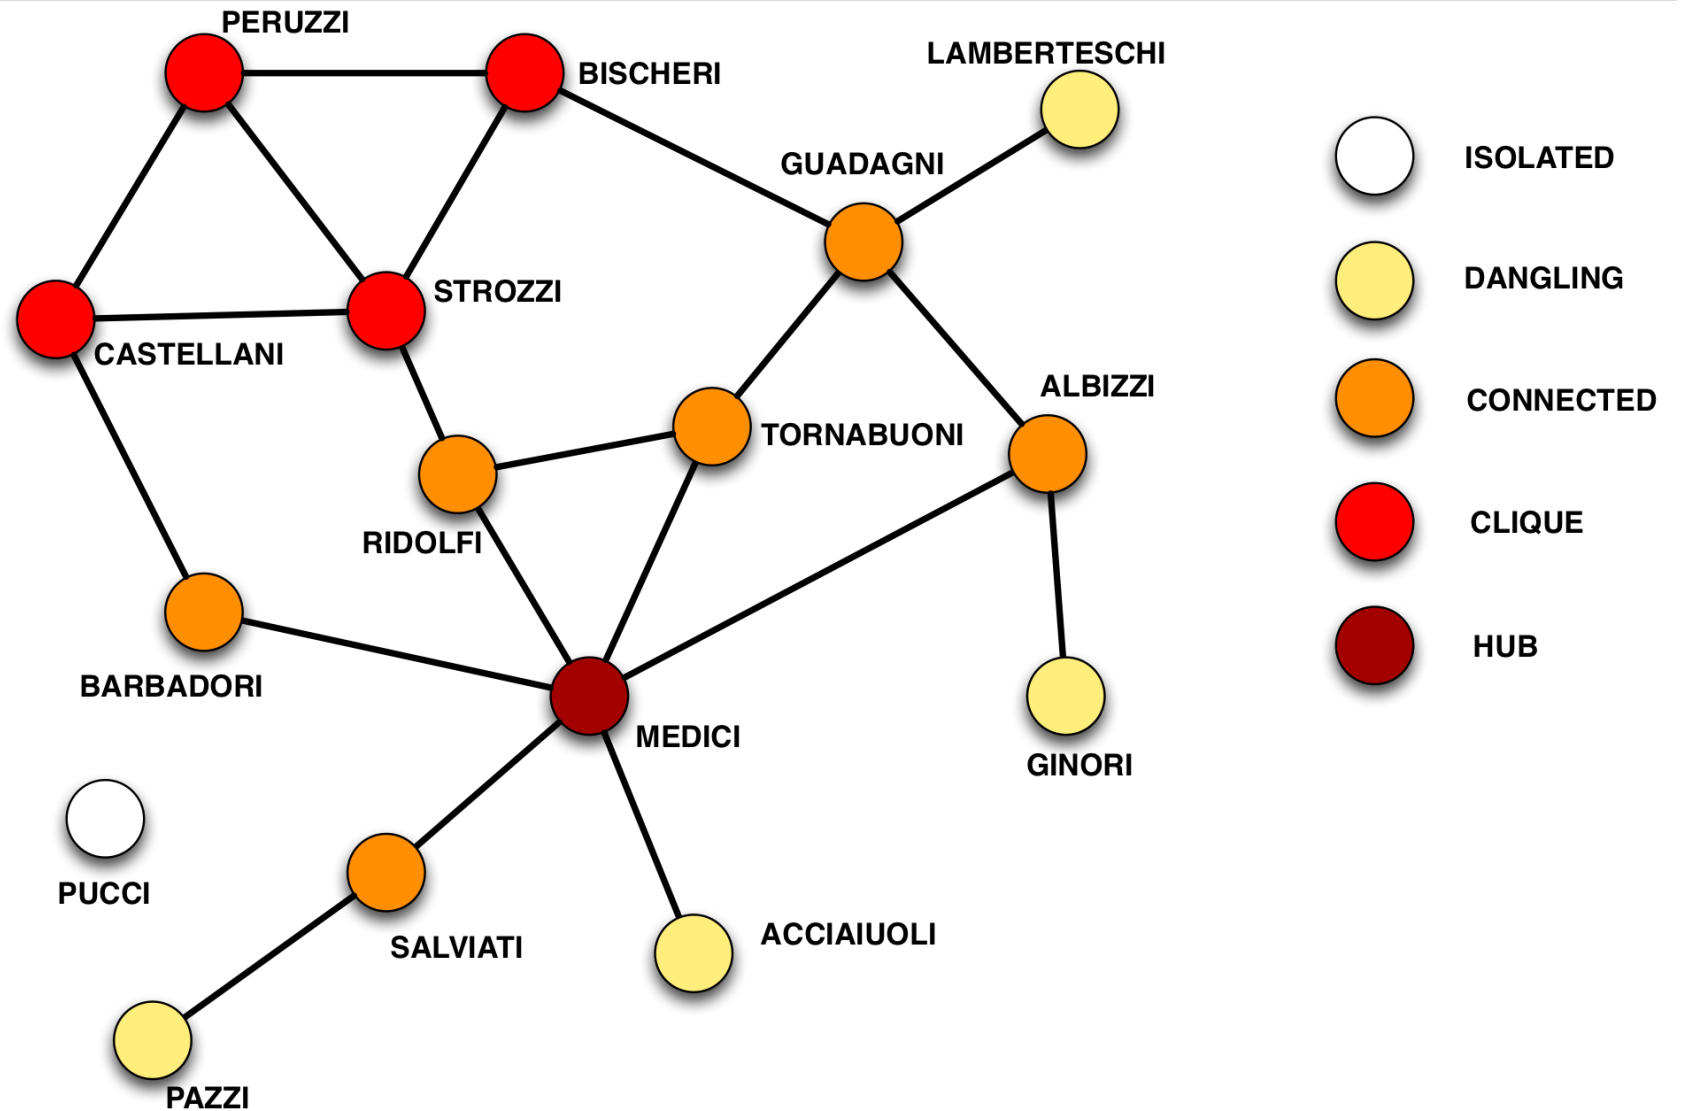 PERUZZI
BISCHERI
LAMBERTESCHI
GUADAGNI
STROZZI
CASTELLANI
ALBIZZI
TORNABUONI
RIDOLFI
BARBADORI
MEDICI
GINORI
PUCCI
SALVIATI
ACCIAIUOLI
PAZZI
ISOLATED
DANGLING
CONNECTED
CLIQUE
HUB